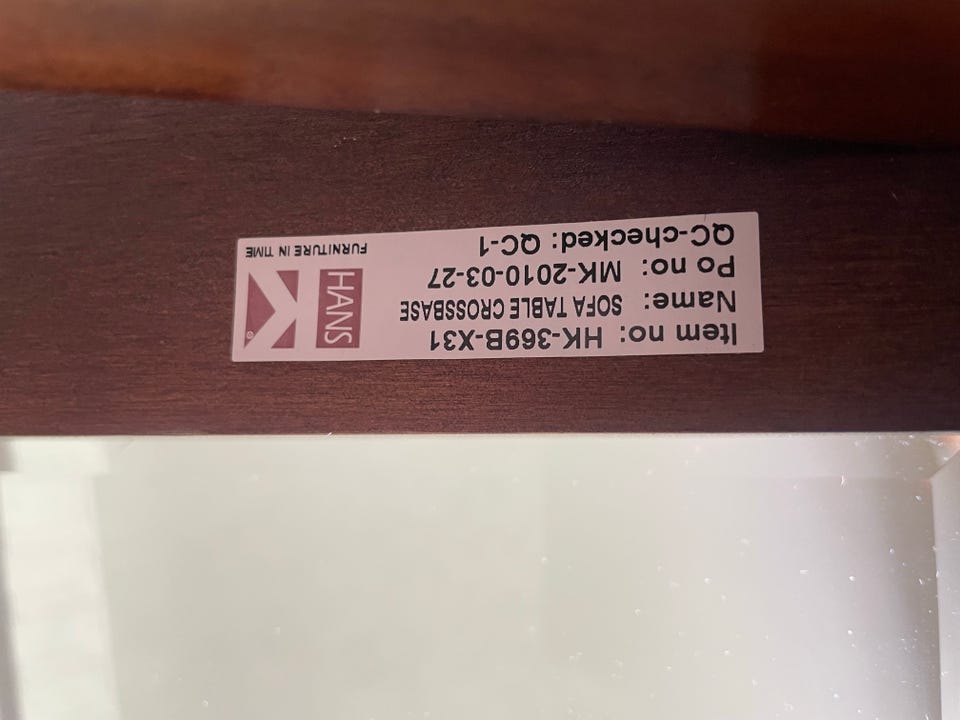 Item no: HK-369B-X31
Name: SOFA TABLE CROSSBASE
Po no: MK-2010-03-27
QC-checked: QC-1
HANS
K®
FURNITURE IN TIME